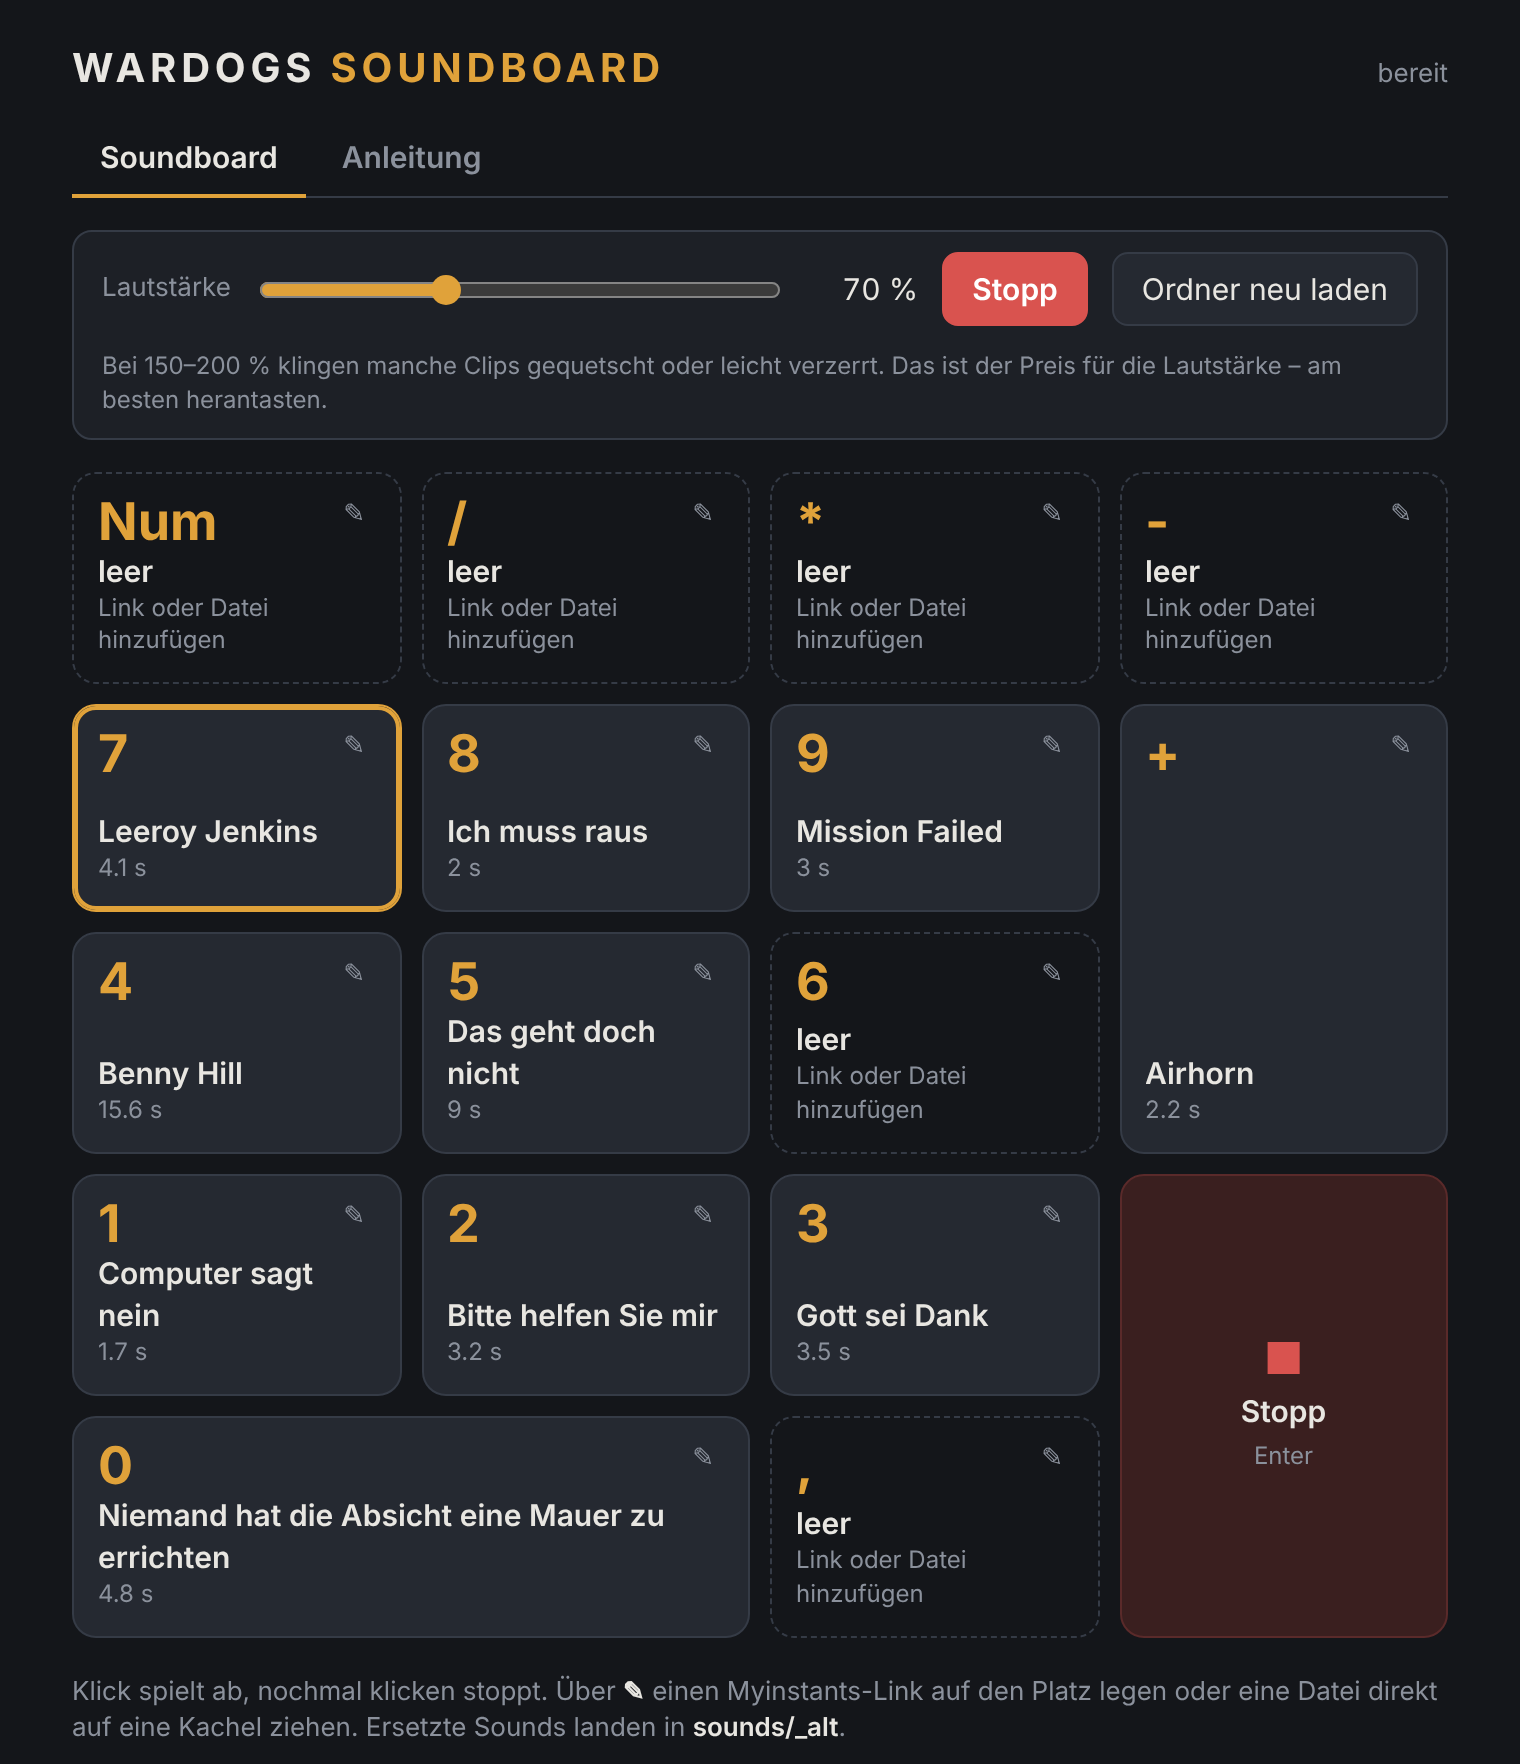 WARDOGS SOUNDBOARD
bereit
Soundboard
Anleitung
Lautstärke
70 %
Stopp
Ordner neu laden
Bei 150–200 % klingen manche Clips gequetscht oder leicht verzerrt. Das ist der Preis für die Lautstärke – am
besten herantasten.
Num
leer
Link oder Datei
hinzufügen
/
leer
Link oder Datei
hinzufügen
*
leer
Link oder Datei
hinzufügen
-
leer
Link oder Datei
hinzufügen
7
Leeroy Jenkins
4.1 s
8
Ich muss raus
2 s
9
Mission Failed
3 s
+
Airhorn
2.2 s
4
Benny Hill
15.6 s
5
Das geht doch
nicht
9 s
6
leer
Link oder Datei
hinzufügen
1
Computer sagt
nein
1.7 s
2
Bitte helfen Sie mir
3.2 s
3
Gott sei Dank
3.5 s
Stopp
Enter
0
Niemand hat die Absicht eine Mauer zu
errichten
4.8 s
,
leer
Link oder Datei
hinzufügen
Klick spielt ab, nochmal klicken stoppt. Über ✎ einen Myinstants-Link auf den Platz legen oder eine Datei direkt
auf eine Kachel ziehen. Ersetzte Sounds landen in sounds/_alt.